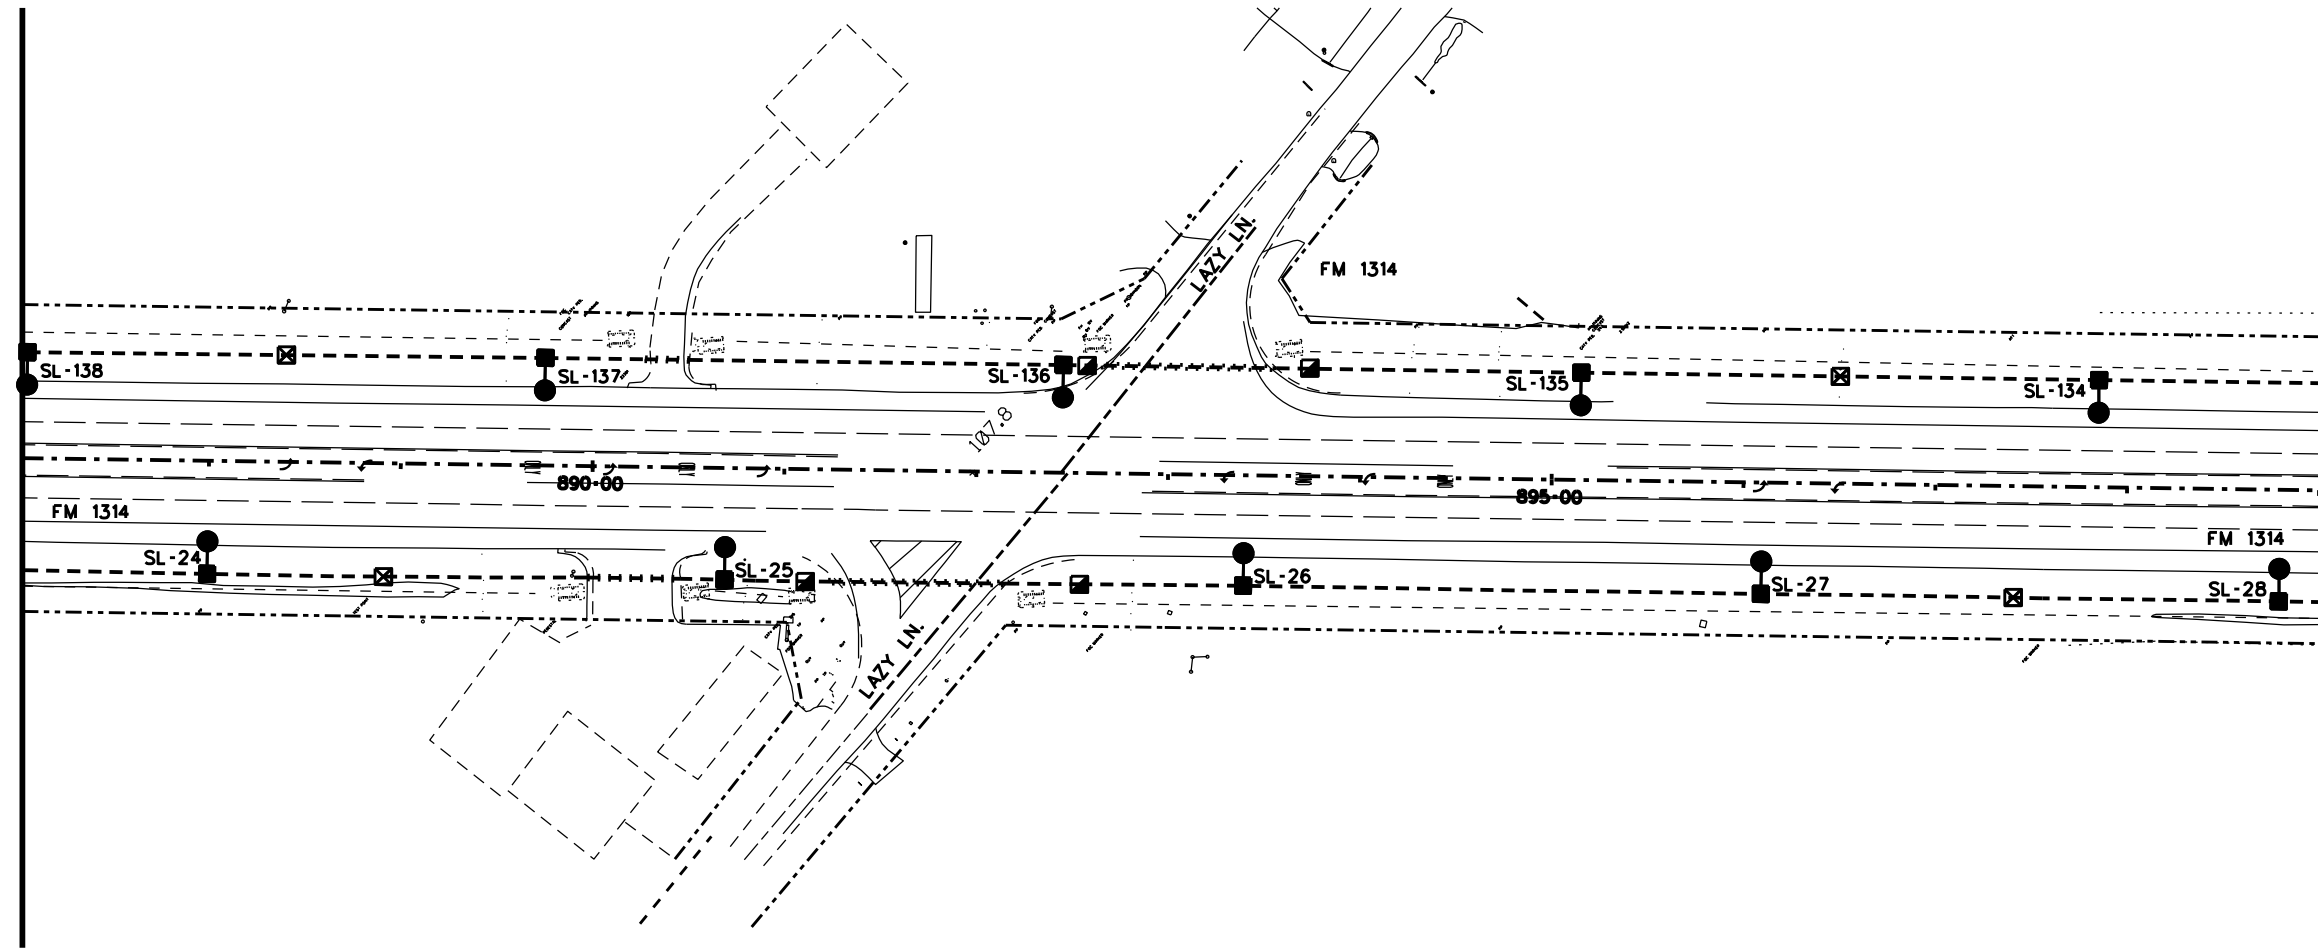 LAZY LN.
FM 1314
SL-138
SL-137
SL-136
SL-135
SL-134
107.8
890+00
895+00
FM 1314
FM 1314
SL-24
SL-25
SL-26
SL-27
SL-28
LAZY LN.